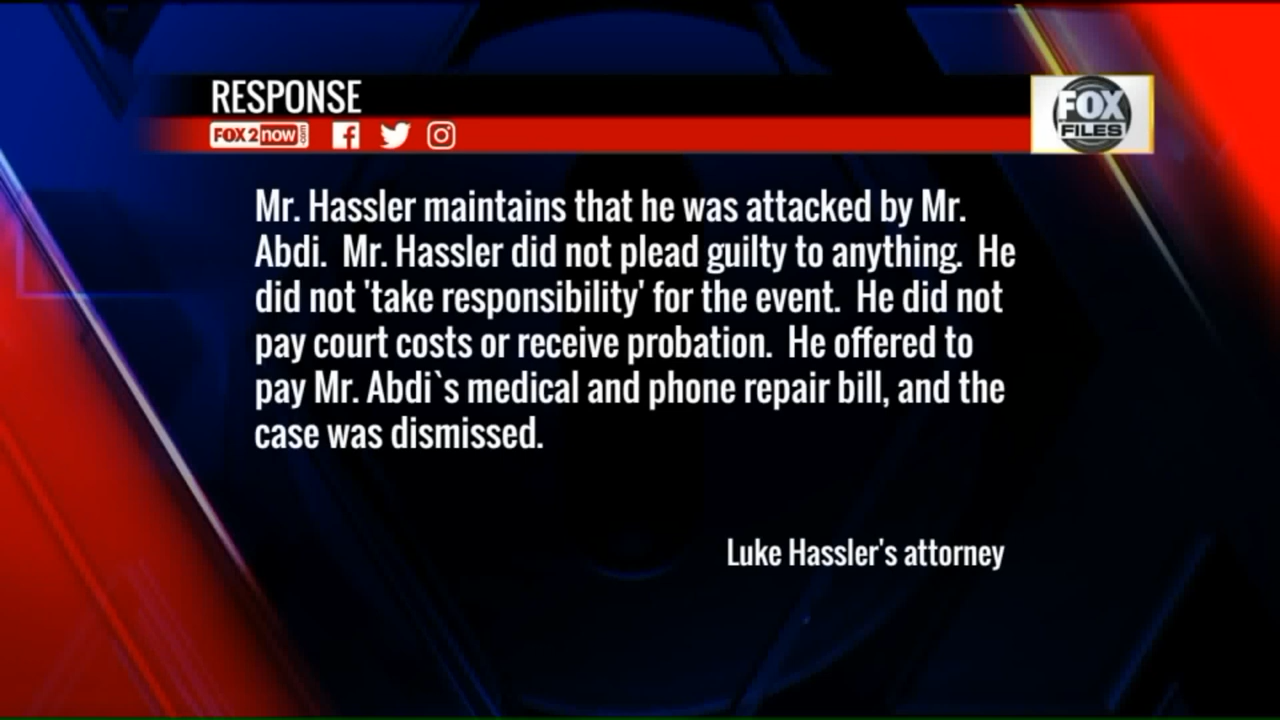 RESPONSE
FOX 2 now .com
FOX
FILES
Mr. Hassler maintains that he was attacked by Mr.
Abdi.  Mr. Hassler did not plead guilty to anything.  He
did not 'take responsibility' for the event.  He did not
pay court costs or receive probation.  He offered to
pay Mr. Abdi`s medical and phone repair bill, and the
case was dismissed.
Luke Hassler's attorney